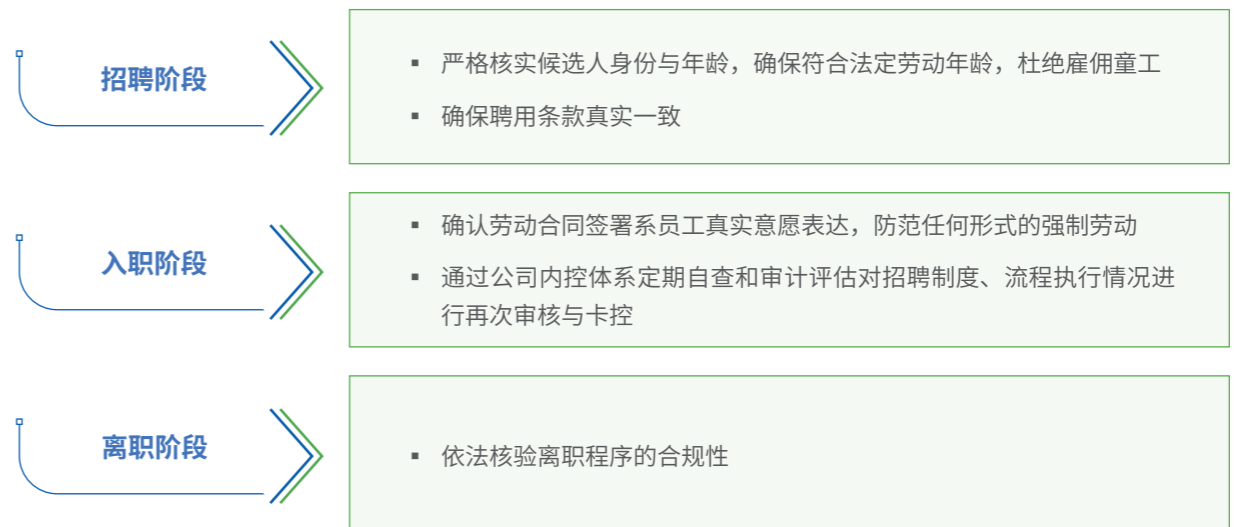 招聘阶段
▪ 严格核实候选人身份与年龄，确保符合法定劳动年龄，杜绝雇佣童工
▪ 确保聘用条款真实一致
入职阶段
▪ 确认劳动合同签署系员工真实意愿表达，防范任何形式的强制劳动
▪ 通过公司内控体系定期自查和审计评估对招聘制度、流程执行情况进
行再次审核与卡控
离职阶段
▪ 依法核验离职程序的合规性